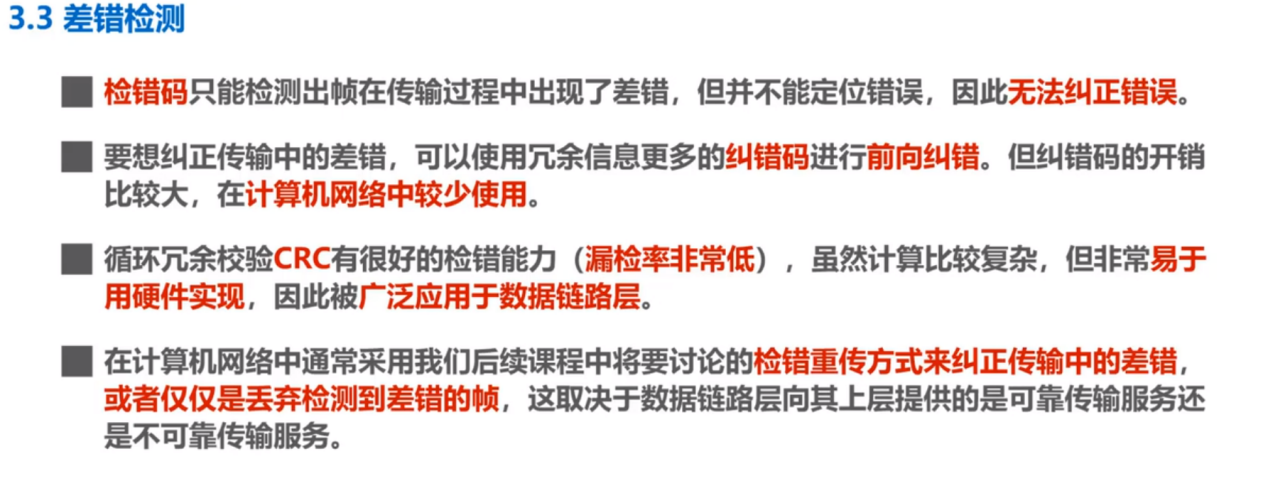 3.3 差错检测
检错码只能检测出帧在传输过程中出现了差错，但并不能定位错误，因此无法纠正错误。
要想纠正传输中的差错，可以使用冗余信息更多的纠错码进行前向纠错。但纠错码的开销
比较大，在计算机网络中较少使用。
循环冗余校验CRC有很好的检错能力（漏检率非常低），虽然计算比较复杂，但非常易于
用硬件实现，因此被广泛应用于数据链路层。
在计算机网络中通常采用我们后续课程中将要讨论的检错重传方式来纠正传输中的差错，
或者仅仅是丢弃检测到差错的帧，这取决于数据链路层向其上层提供的是可靠传输服务还
是不可靠传输服务。